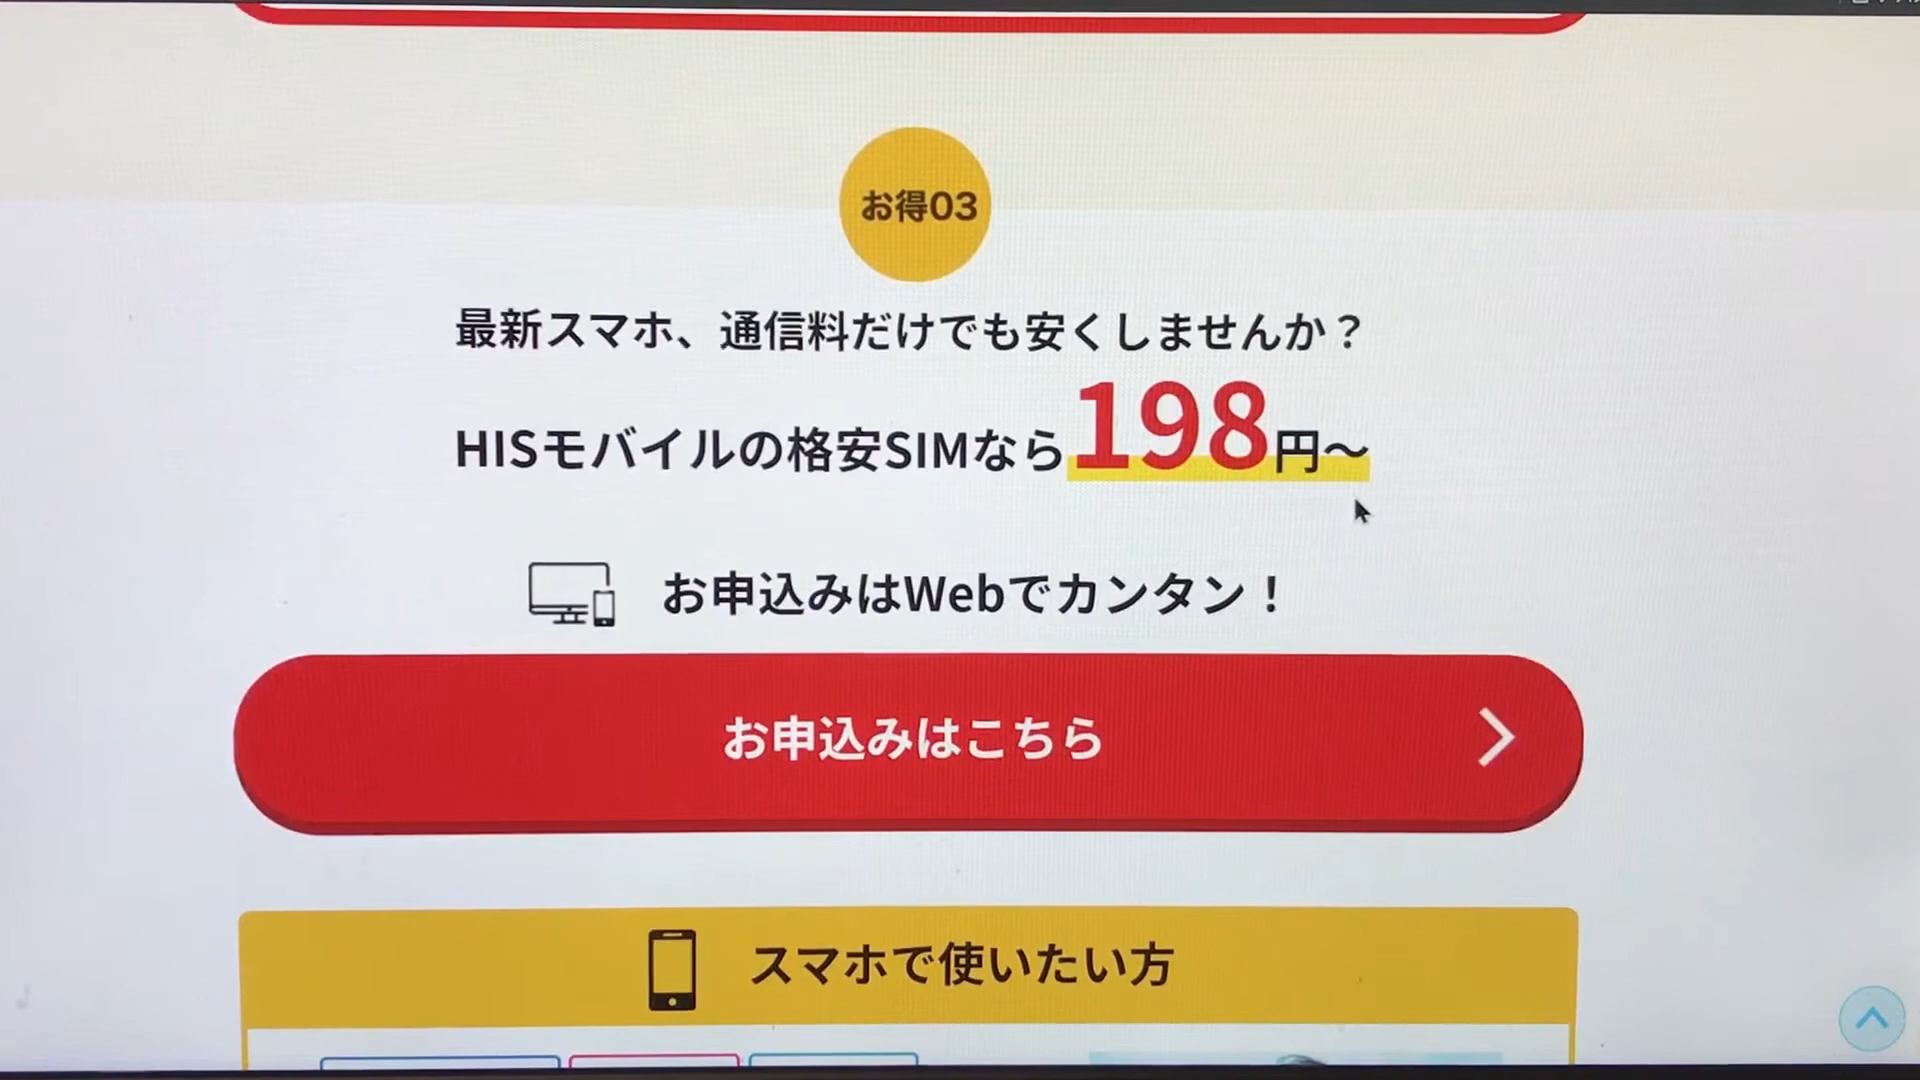 お得03
最新スマホ、通信料だけでも安くしませんか？
HISモバイルの格安SIMなら198円～
お申込みはWebでカンタン！
お申込みはこちら
スマホで使いたい方